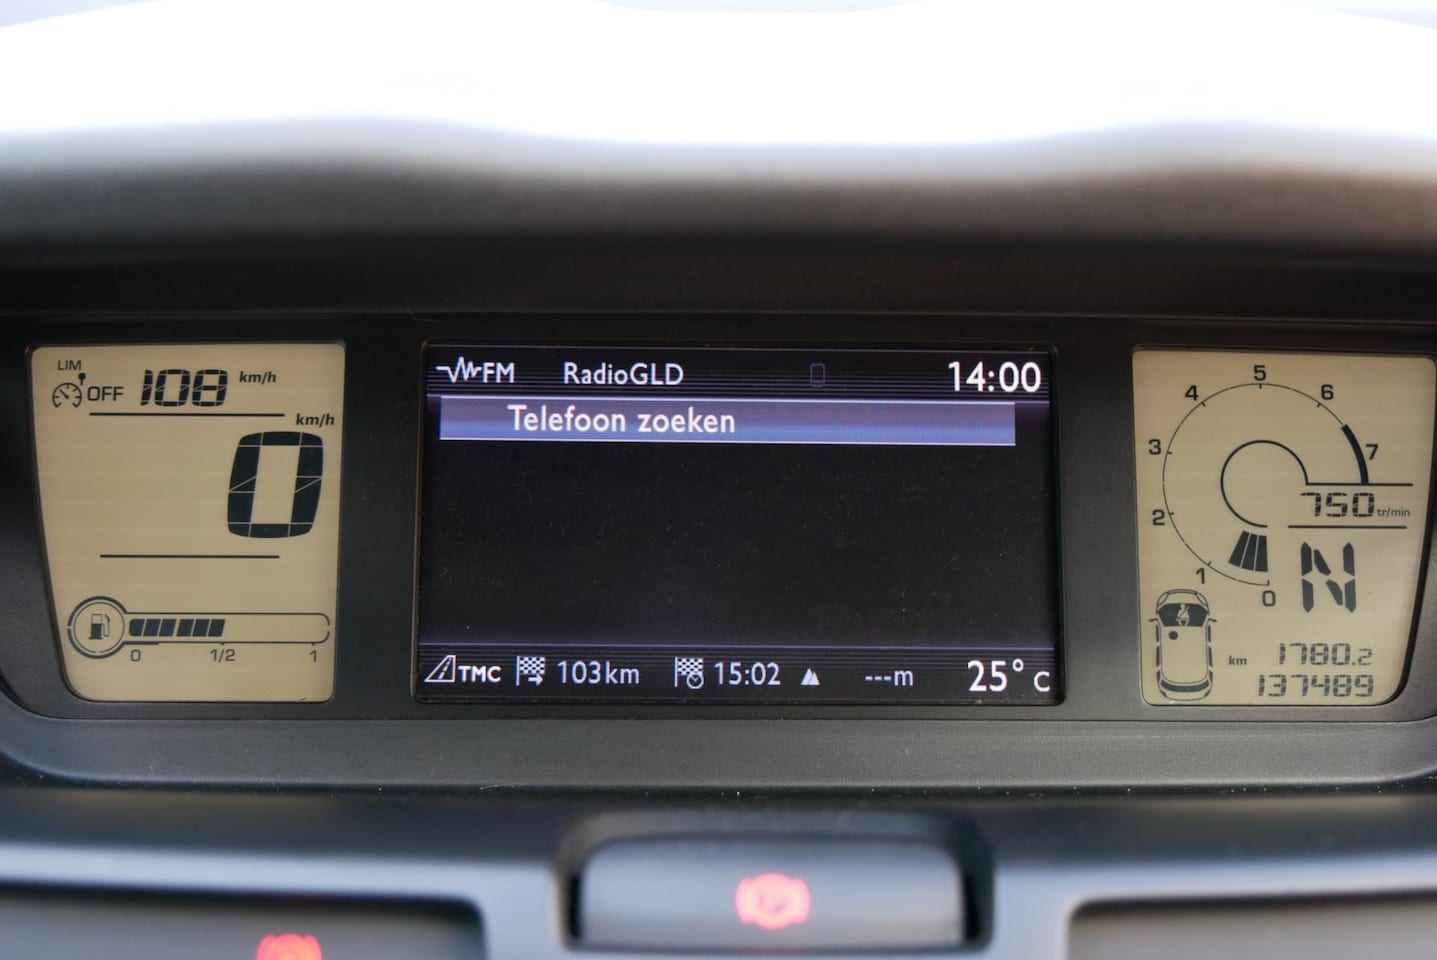 LIM
OFF 108 km/h
km/h
0
0 1/2 1
FM RadioGLD 14:00
Telefoon zoeken
TMC 103km 15:02 ---m 25° C
0 1 2 3 4 5 6 7
750 tr/min
N
km 1780.2
137489